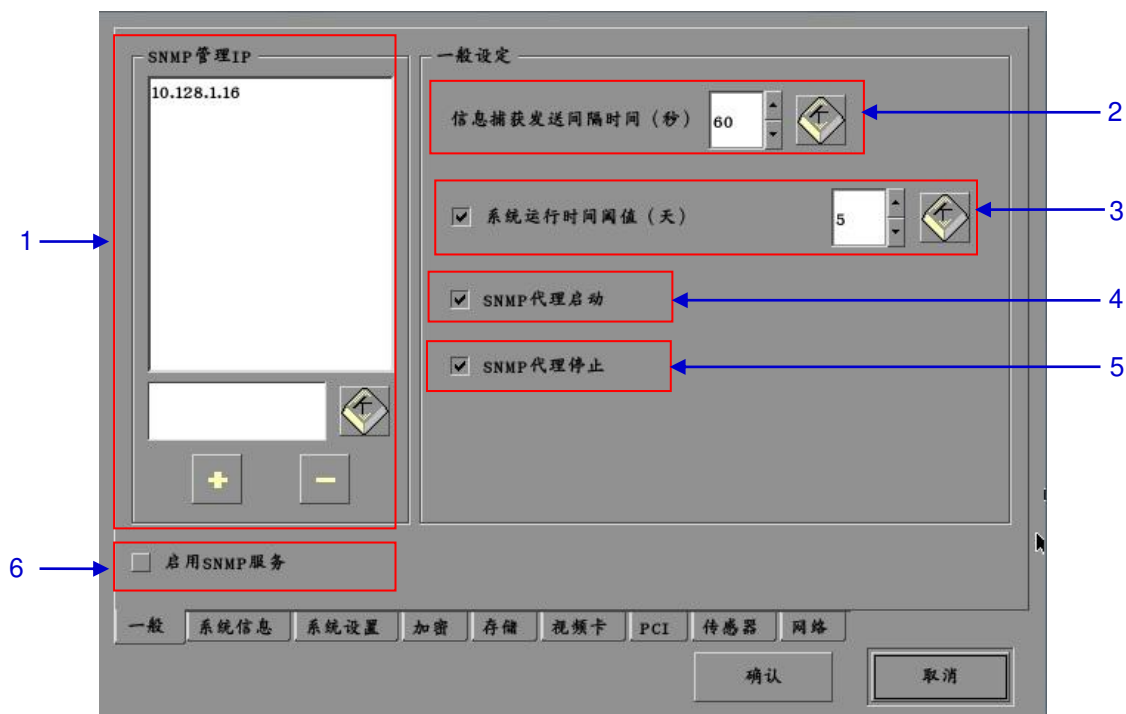 SNMP管理IP
10.128.1.16
一般设定
信息捕获发送间隔时间（秒） 60
系统运行时间阈值（天） 5
SNMP代理启动
SNMP代理停止
启用SNMP服务
一般 系统信息 系统设置 加密 存储 视频卡 PCI 传感器 网络
确认 取消
1
2
3
4
5
6